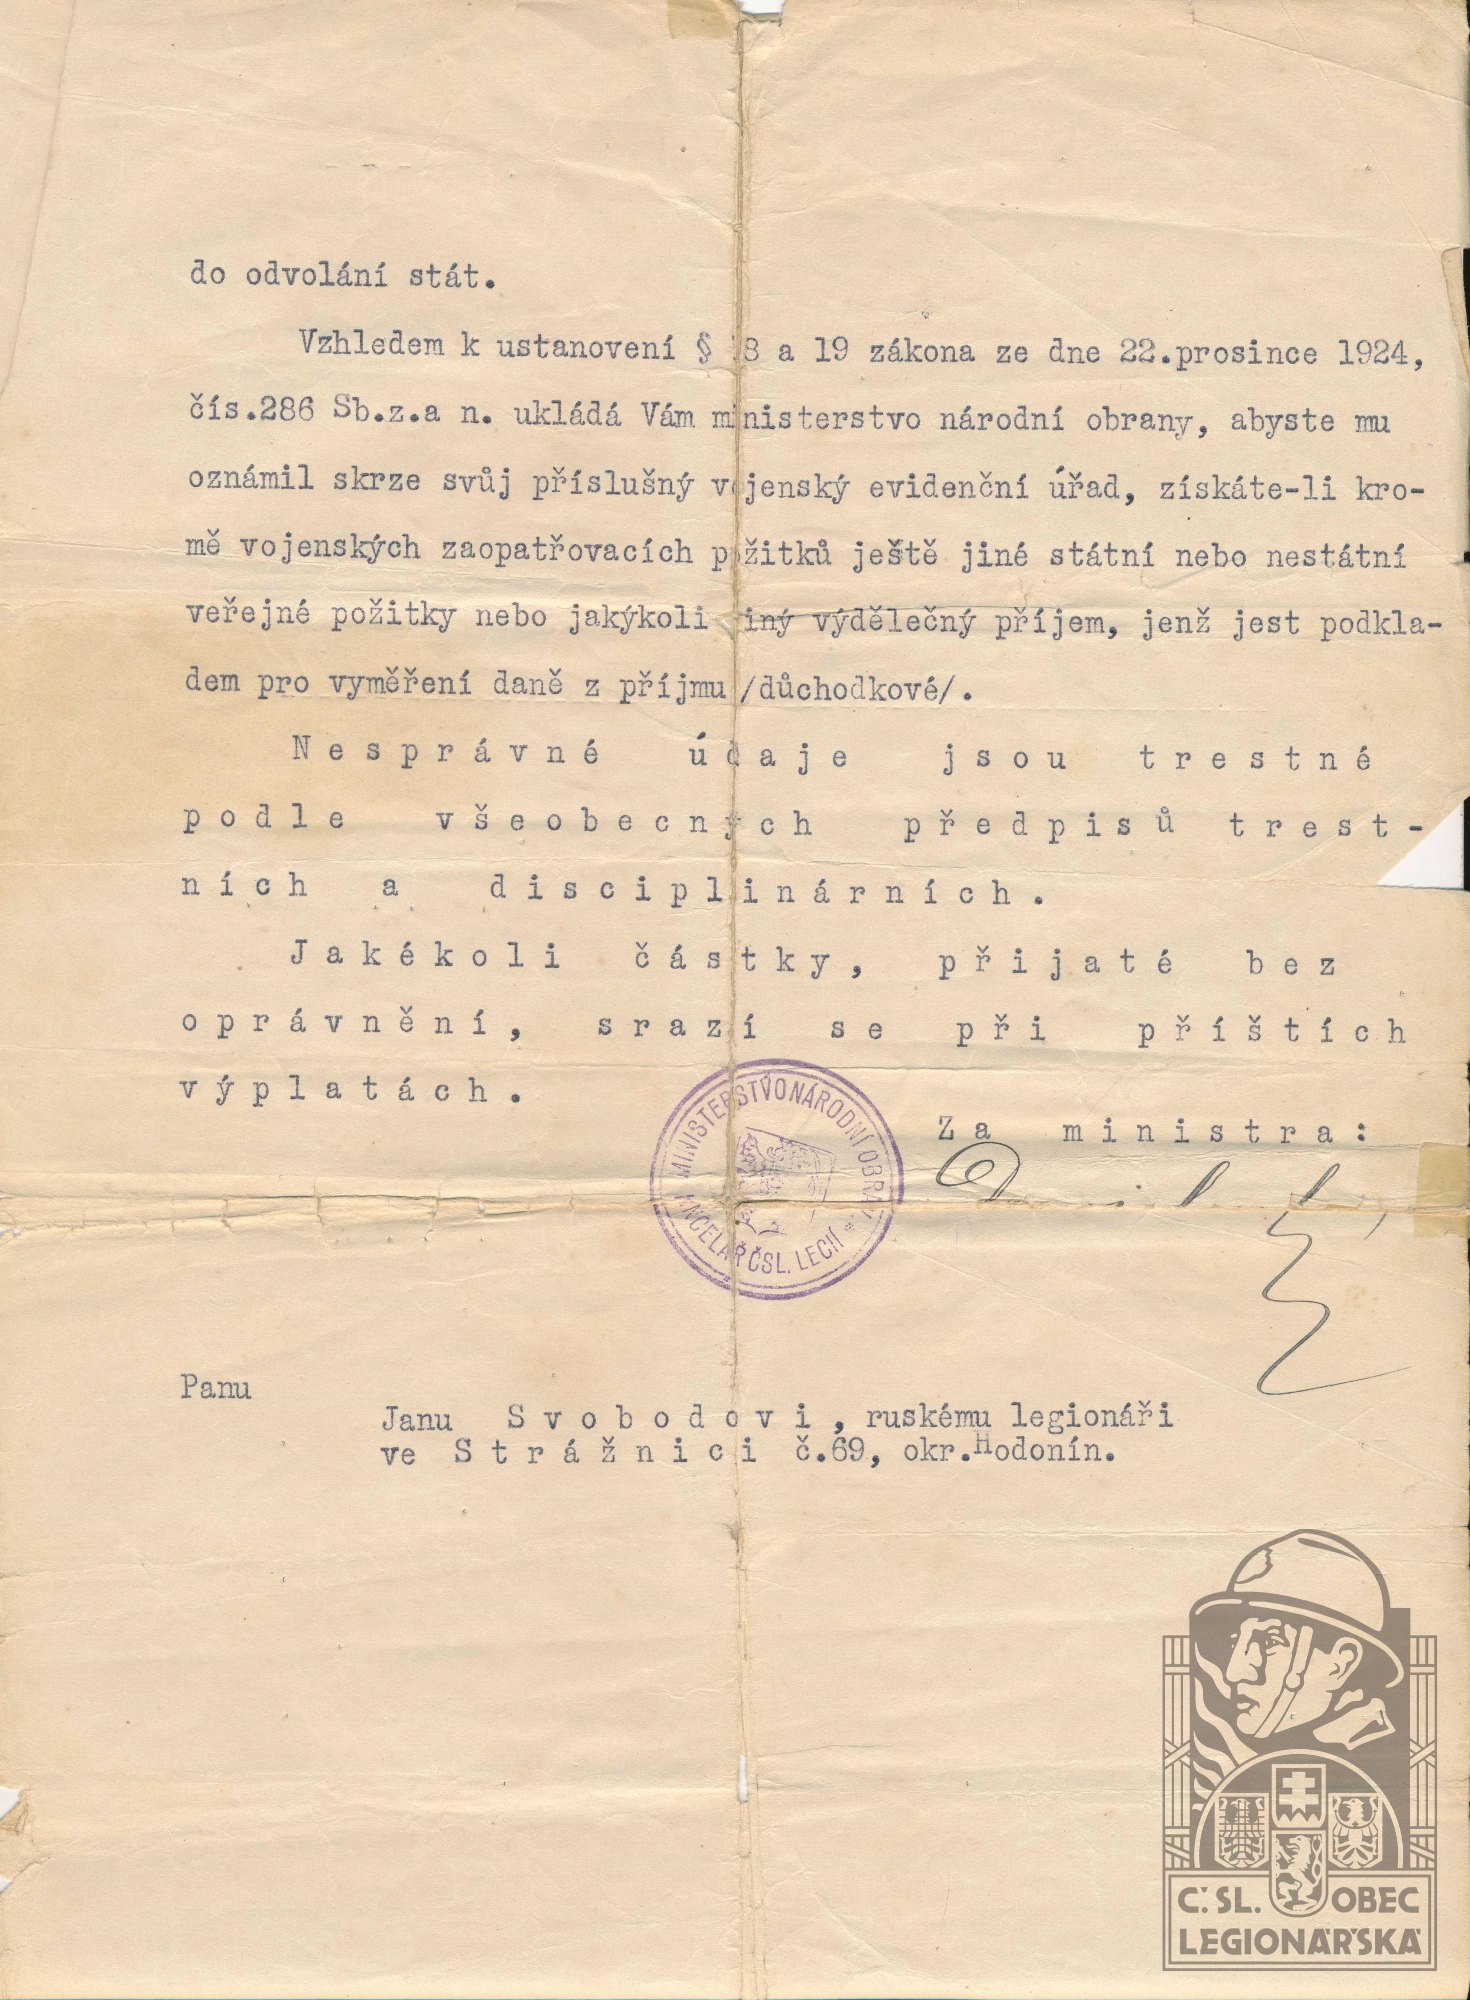 do odvolání stát.
Vzhledem k ustanovení § 18 a 19 zákona ze dne 22.prosince 1924,
čís.286 Sb.z.a n. ukládá Vám ministerstvo národní obrany, abyste mu
oznámil skrze svůj příslušný vojenský evidenční úřad, získáte-li kro-
mě vojenských zaopatřovacích požitků ještě jiné státní nebo nestátní
veřejné požitky nebo jakýkoli jiný výdělečný příjem, jenž jest podkla-
dem pro vyměření daně z příjmu /důchodkové/.
Nesprávné údaje jsou trestné
podle všeobecných předpisů trest-
ních a disciplinárních.
Jakékoli částky, přijaté bez
oprávnění, srazí se při příštích
výplatách.
Za ministra:
MINISTERSTVO NÁRODNÍ OBRANY
KANCELÁŘ ČSL. LEGIÍ *
Panu
Janu Svobodovi, ruskému legionáři
ve Strážnici č.69, okr.Hodonín.
Č.SL. OBEC
LEGIONÁŘSKÁ